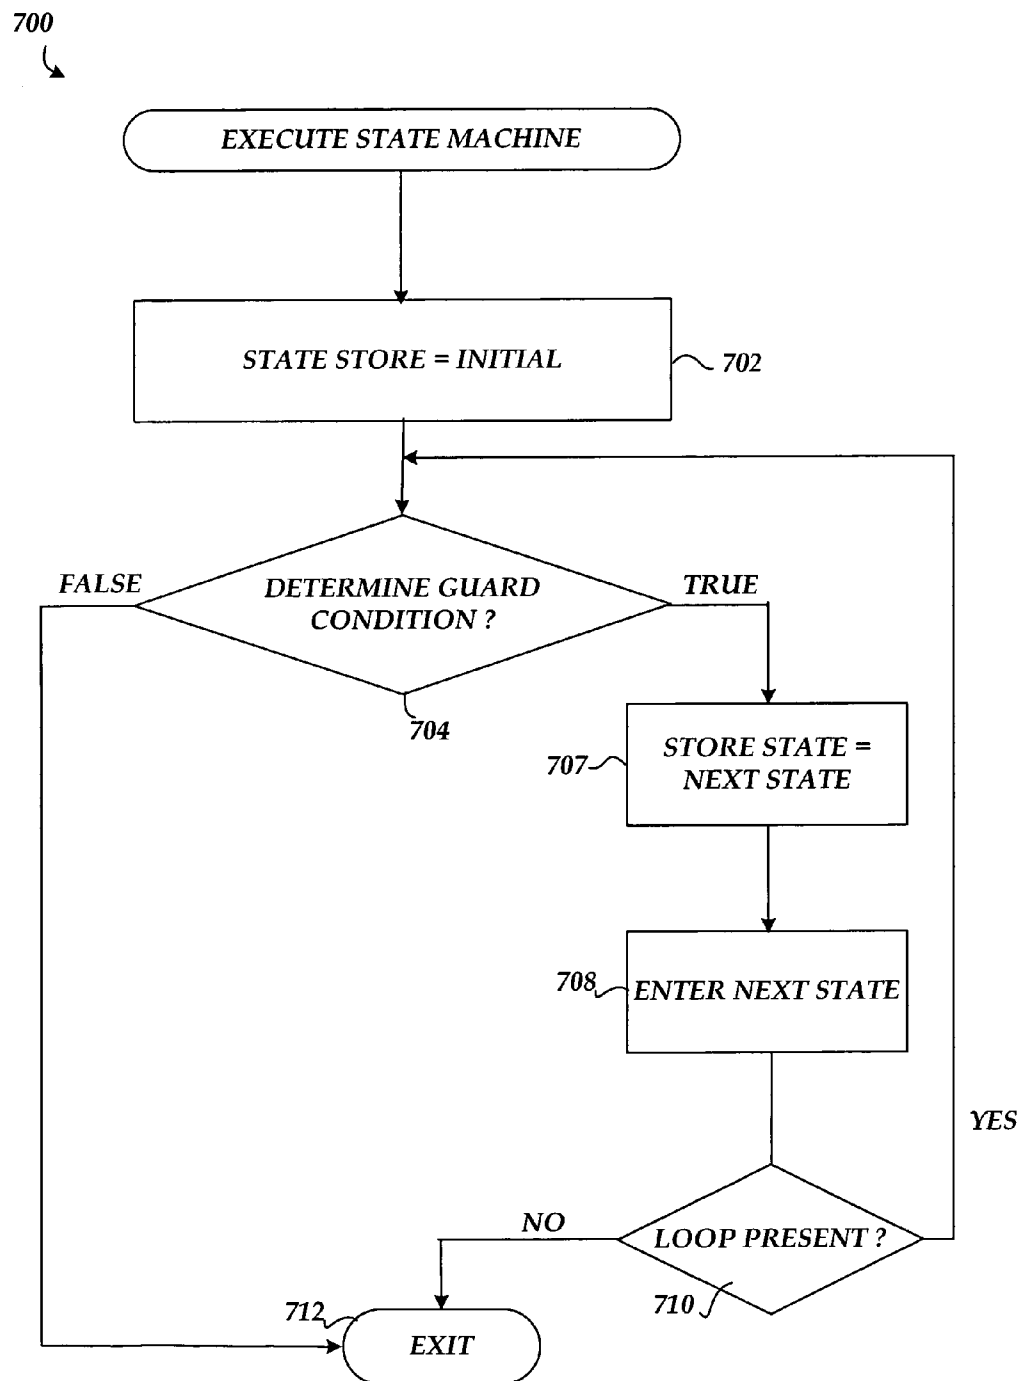 700
EXECUTE STATE MACHINE
STATE STORE = INITIAL
702
FALSE
DETERMINE GUARD
CONDITION ?
TRUE
704
STORE STATE =
NEXT STATE
707
708
ENTER NEXT STATE
YES
NO
LOOP PRESENT ?
710
712
EXIT